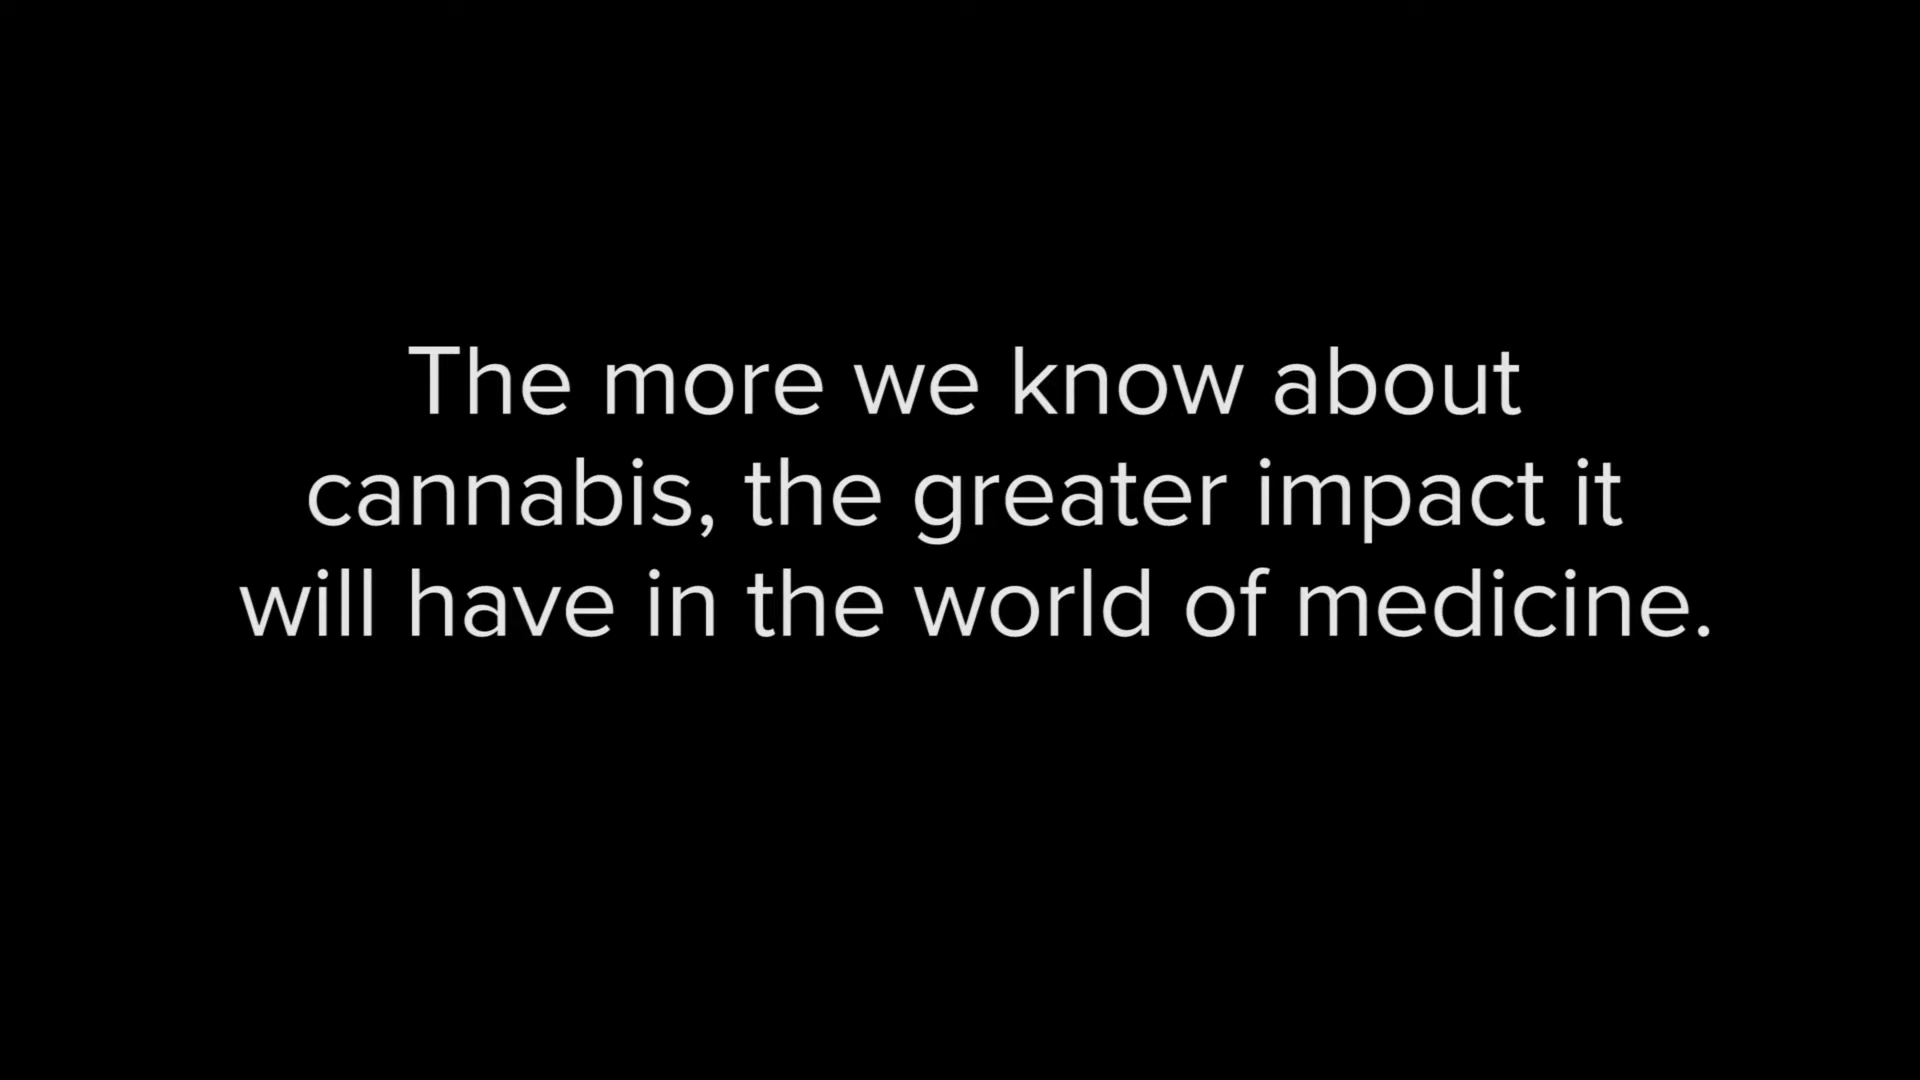 The more we know about
cannabis, the greater impact it
will have in the world of medicine.